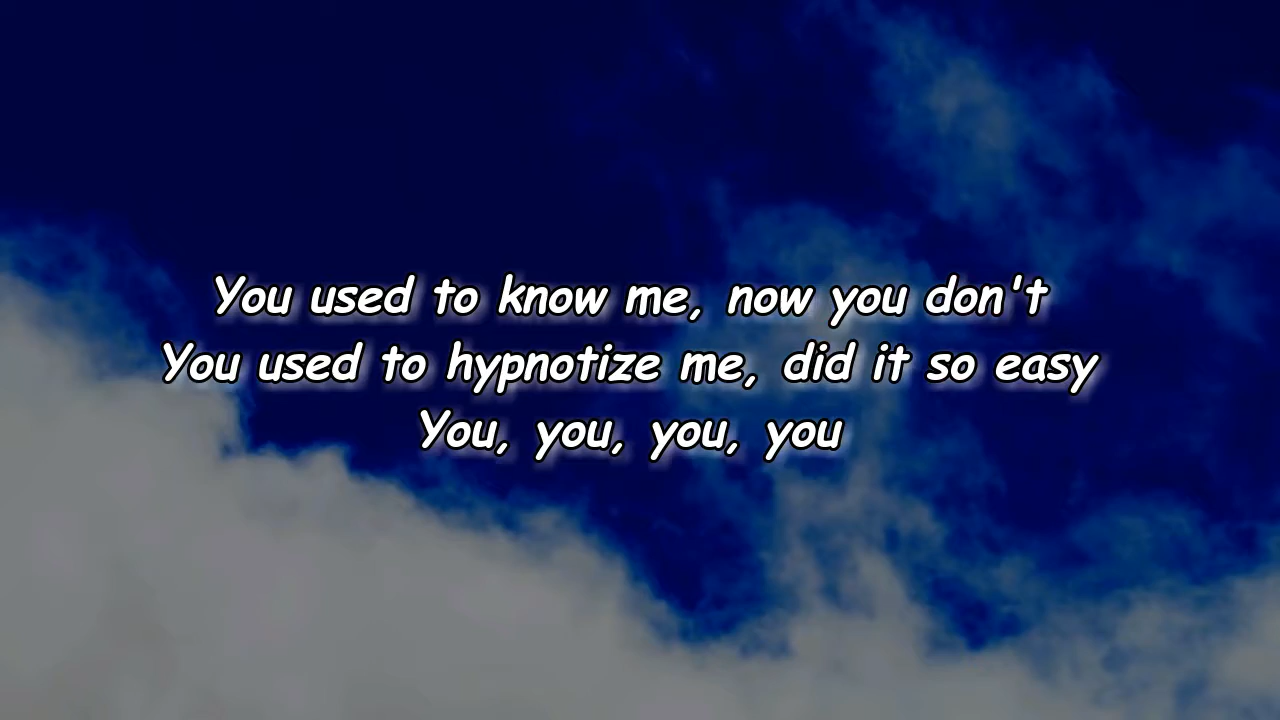 You used to know me, now you don't
You used to hypnotize me, did it so easy
You, you, you, you